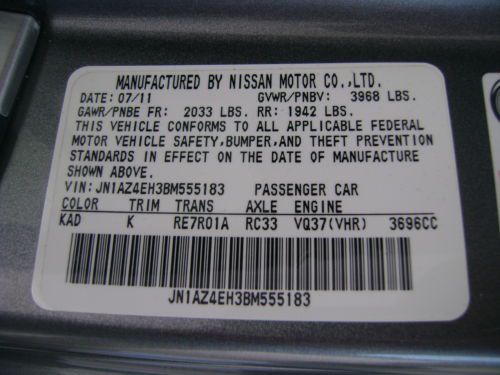 MANUFACTURED BY NISSAN MOTOR CO.,LTD.
DATE: 07/11 GVWR/PNBV: 3968 LBS.
GAWR/PNBE FR: 2033 LBS. RR: 1942 LBS.
THIS VEHICLE CONFORMS TO ALL APPLICABLE FEDERAL
MOTOR VEHICLE SAFETY,BUMPER,AND THEFT PREVENTION
STANDARDS IN EFFECT ON THE DATE OF MANUFACTURE
SHOWN ABOVE.
VIN: JN1AZ4EH3BM555183 PASSENGER CAR
COLOR TRIM TRANS AXLE ENGINE
KAD K RE7R01A RC33 VQ37(VHR) 3696CC
JN1AZ4EH3BM555183